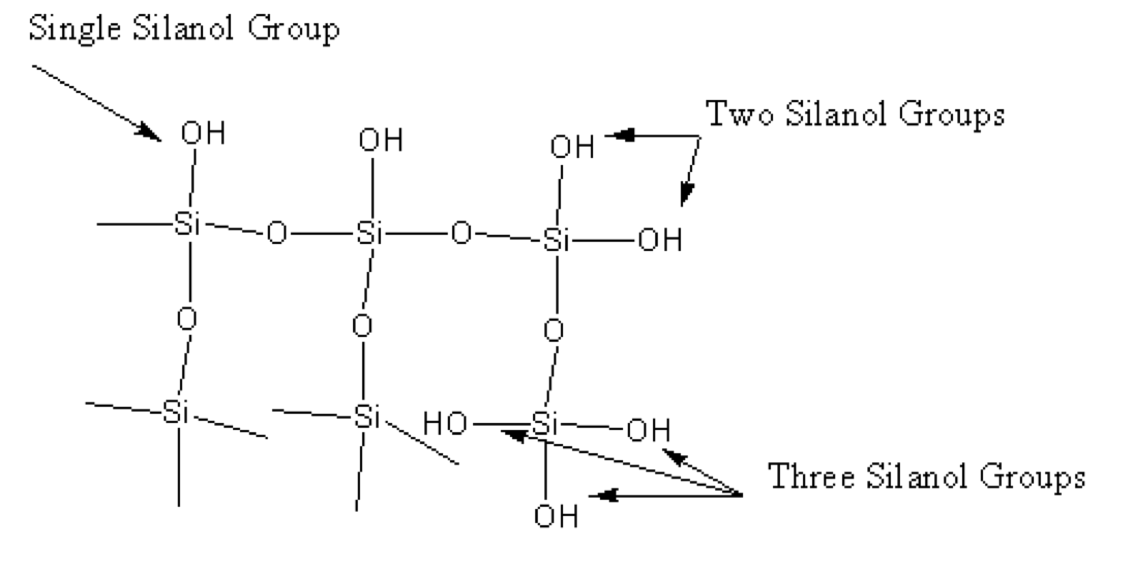 Single Silanol Group
Two Silanol Groups
OH
OH
OH
Si
O
Si
O
Si
OH
O
O
O
Si
Si
HO
Si
OH
Three Silanol Groups
OH